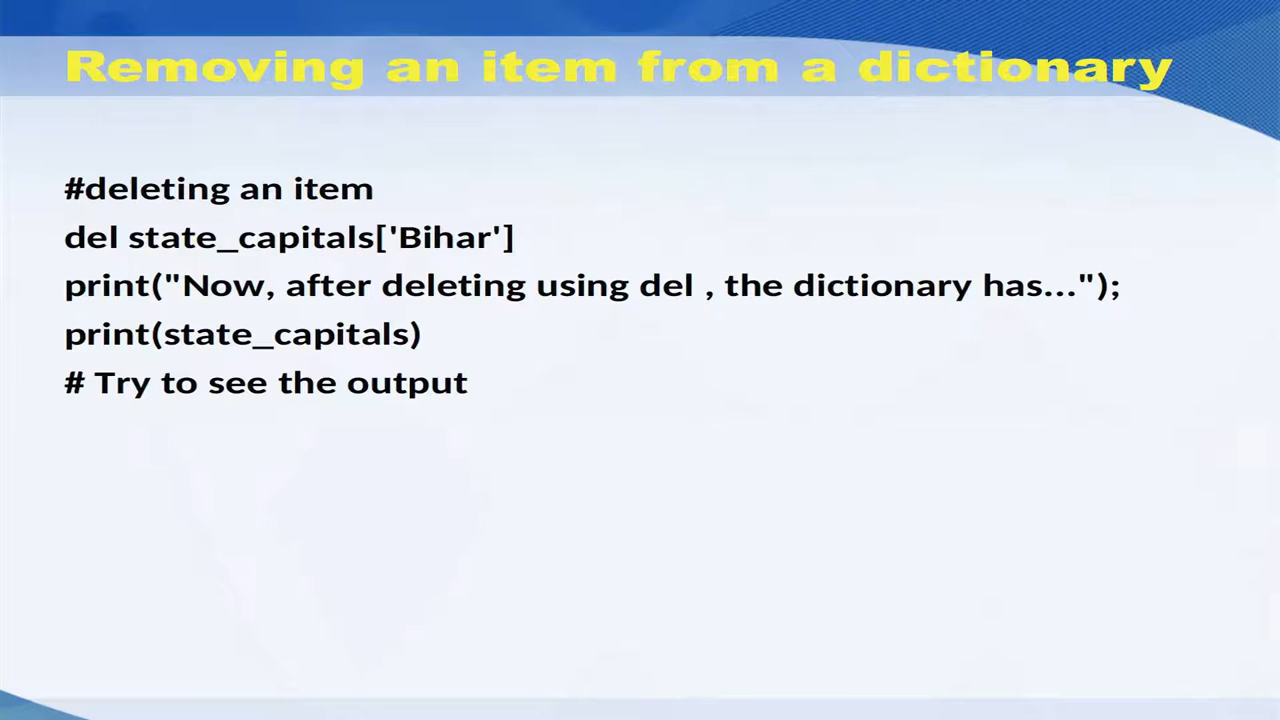 Removing an item from a dictionary
#deleting an item
del state_capitals['Bihar']
print("Now, after deleting using del , the dictionary has...");
print(state_capitals)
# Try to see the output